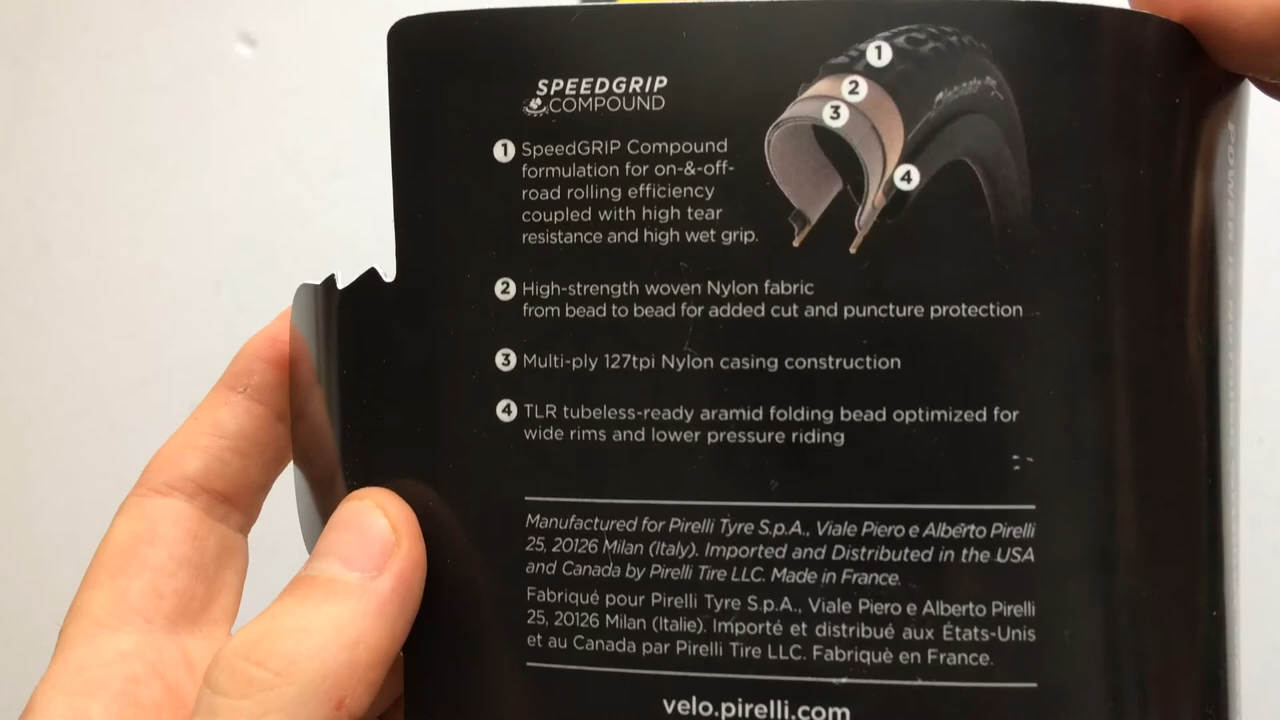 SPEEDGRIP
COMPOUND
1
2
3
4
1 SpeedGRIP Compound
formulation for on-&-off-
road rolling efficiency
coupled with high tear
resistance and high wet grip.
2 High-strength woven Nylon fabric
from bead to bead for added cut and puncture protection
3 Multi-ply 127tpi Nylon casing construction
4 TLR tubeless-ready aramid folding bead optimized for
wide rims and lower pressure riding
Manufactured for Pirelli Tyre S.p.A., Viale Piero e Alberto Pirelli
25, 20126 Milan (Italy). Imported and Distributed in the USA
and Canada by Pirelli Tire LLC. Made in France.
Fabriqué pour Pirelli Tyre S.p.A., Viale Piero e Alberto Pirelli
25, 20126 Milan (Italie). Importé et distribué aux États-Unis
et au Canada par Pirelli Tire LLC. Fabriquè en France.
velo.pirelli.com